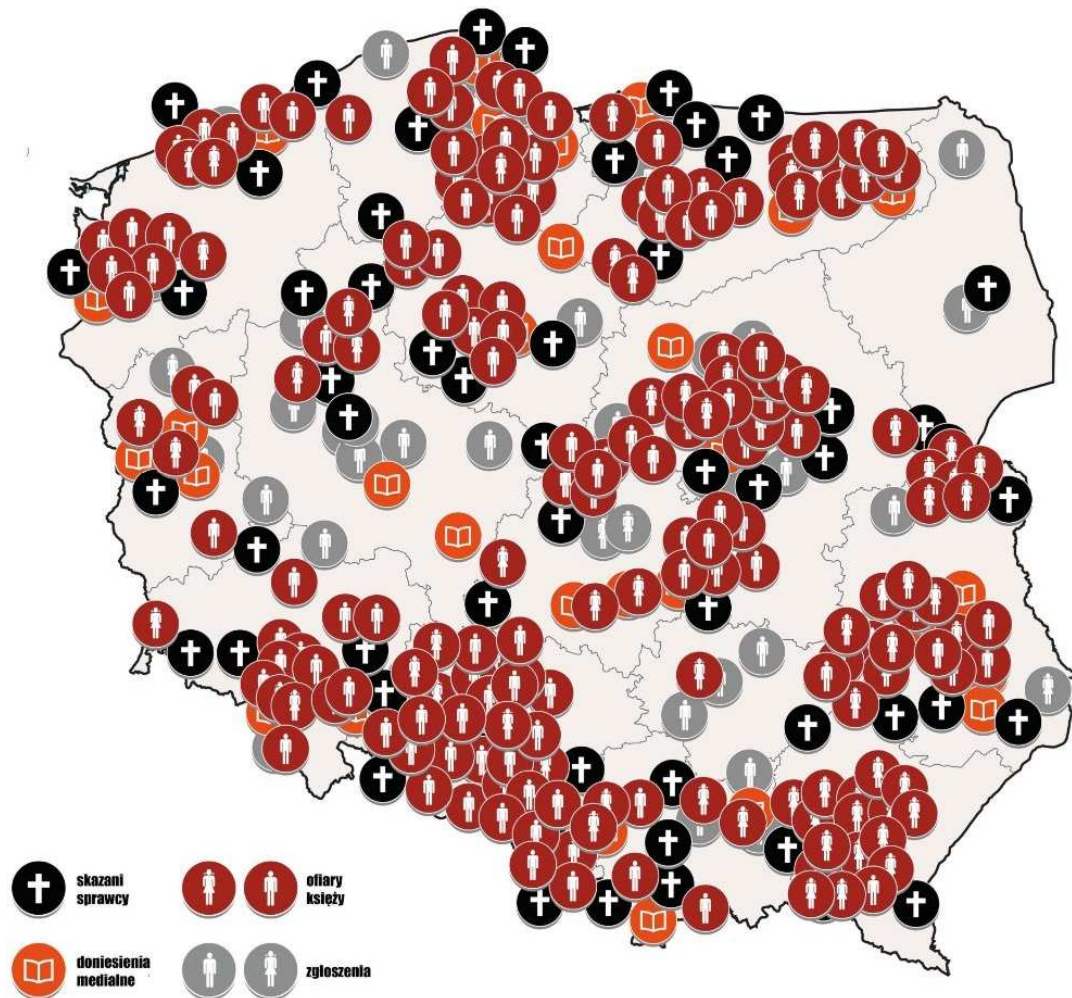 skazani
sprawcy
ofiary
księży
doniesienia
medialne
zgłoszenia